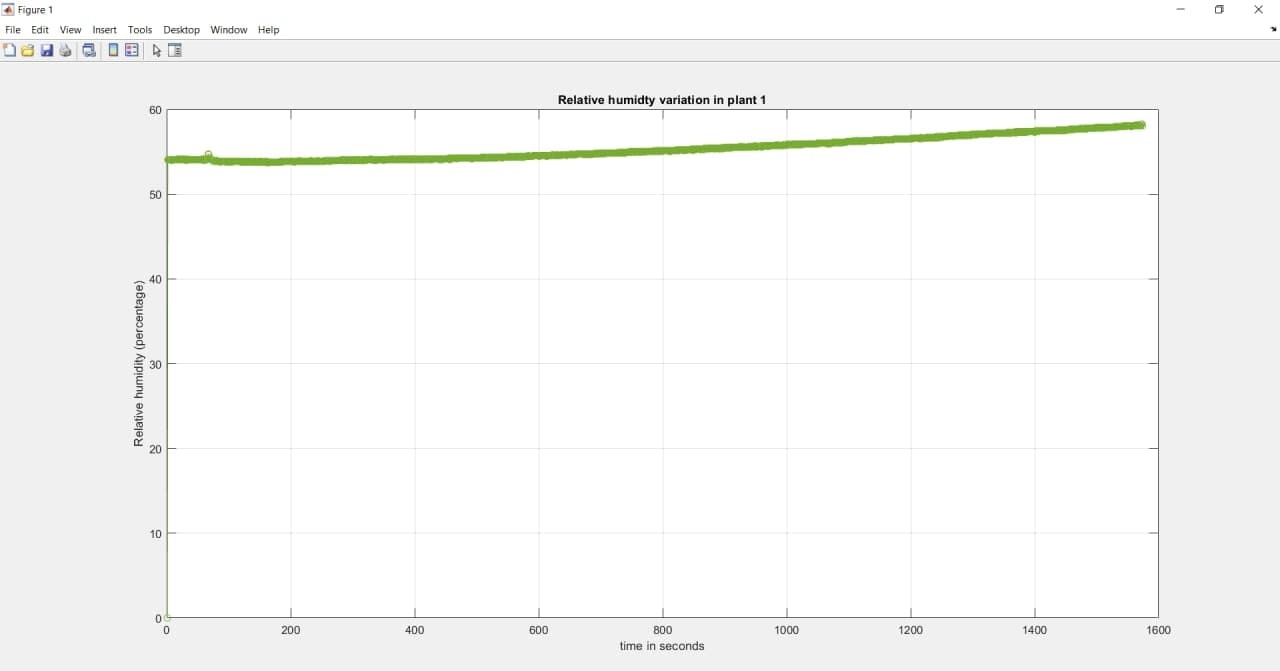 Figure 1
File Edit View Insert Tools Desktop Window Help
Relative humidty variation in plant 1
60
50
40
30
20
10
0
Relative humidity (percentage)
0 200 400 600 800 1000 1200 1400 1600
time in seconds